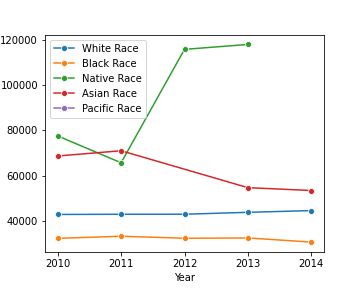 120000
100000
80000
60000
40000
White Race
Black Race
Native Race
Asian Race
Pacific Race
2010 2011 2012 2013 2014
Year